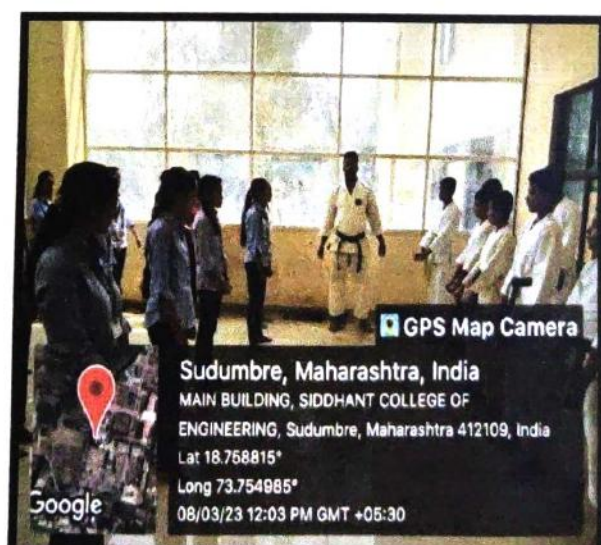 GPS Map Camera
Sudumbre, Maharashtra, India
MAIN BUILDING, SIDDHANT COLLEGE OF
ENGINEERING, Sudumbre, Maharashtra 412109, India
Lat 18.758815°
Long 73.754985°
08/03/23 12:03 PM GMT +05:30
Google